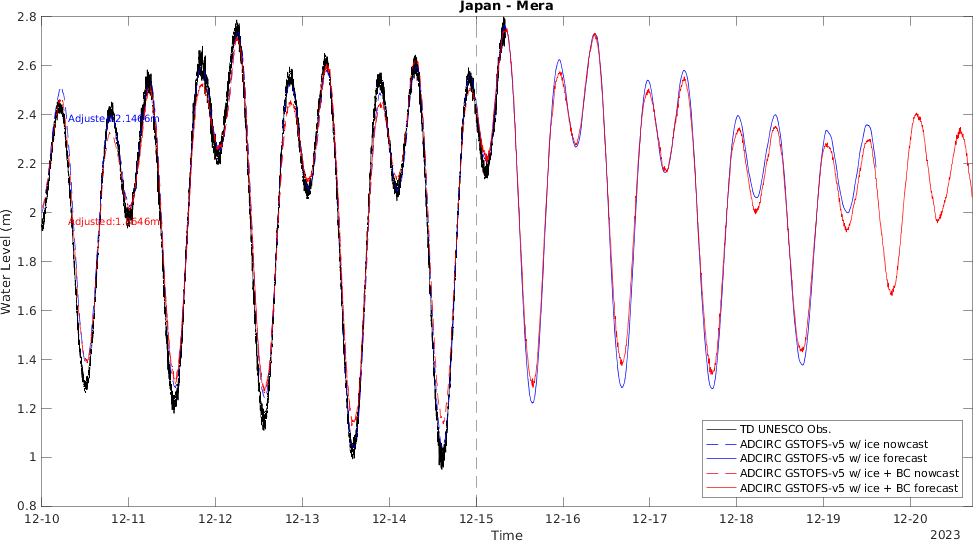 Japan - Mera
2.8
2.6
2.4
2.2
2
1.8
1.6
1.4
1.2
1
0.8
Water Level (m)
Adjusted:2.1466m
12-10
12-11
12-12
12-13
12-14
12-15
12-16
12-17
12-18
12-19
12-20
Time
2023
TD UNESCO Obs.
ADCIRC GSTOFS-v5 w/ ice nowcast
ADCIRC GSTOFS-v5 w/ ice forecast
ADCIRC GSTOFS-v5 w/ ice + BC nowcast
ADCIRC GSTOFS-v5 w/ ice + BC forecast